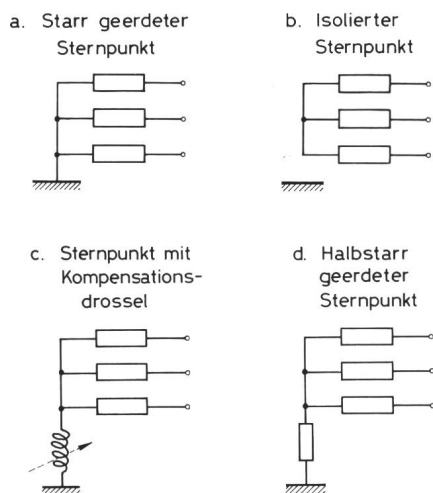 a. Starr geerdeter
Sternpunkt
b. Isolierter
Sternpunkt
c. Sternpunkt mit
Kompensations-
drossel
d. Halbstarr
geerdeter
Sternpunkt